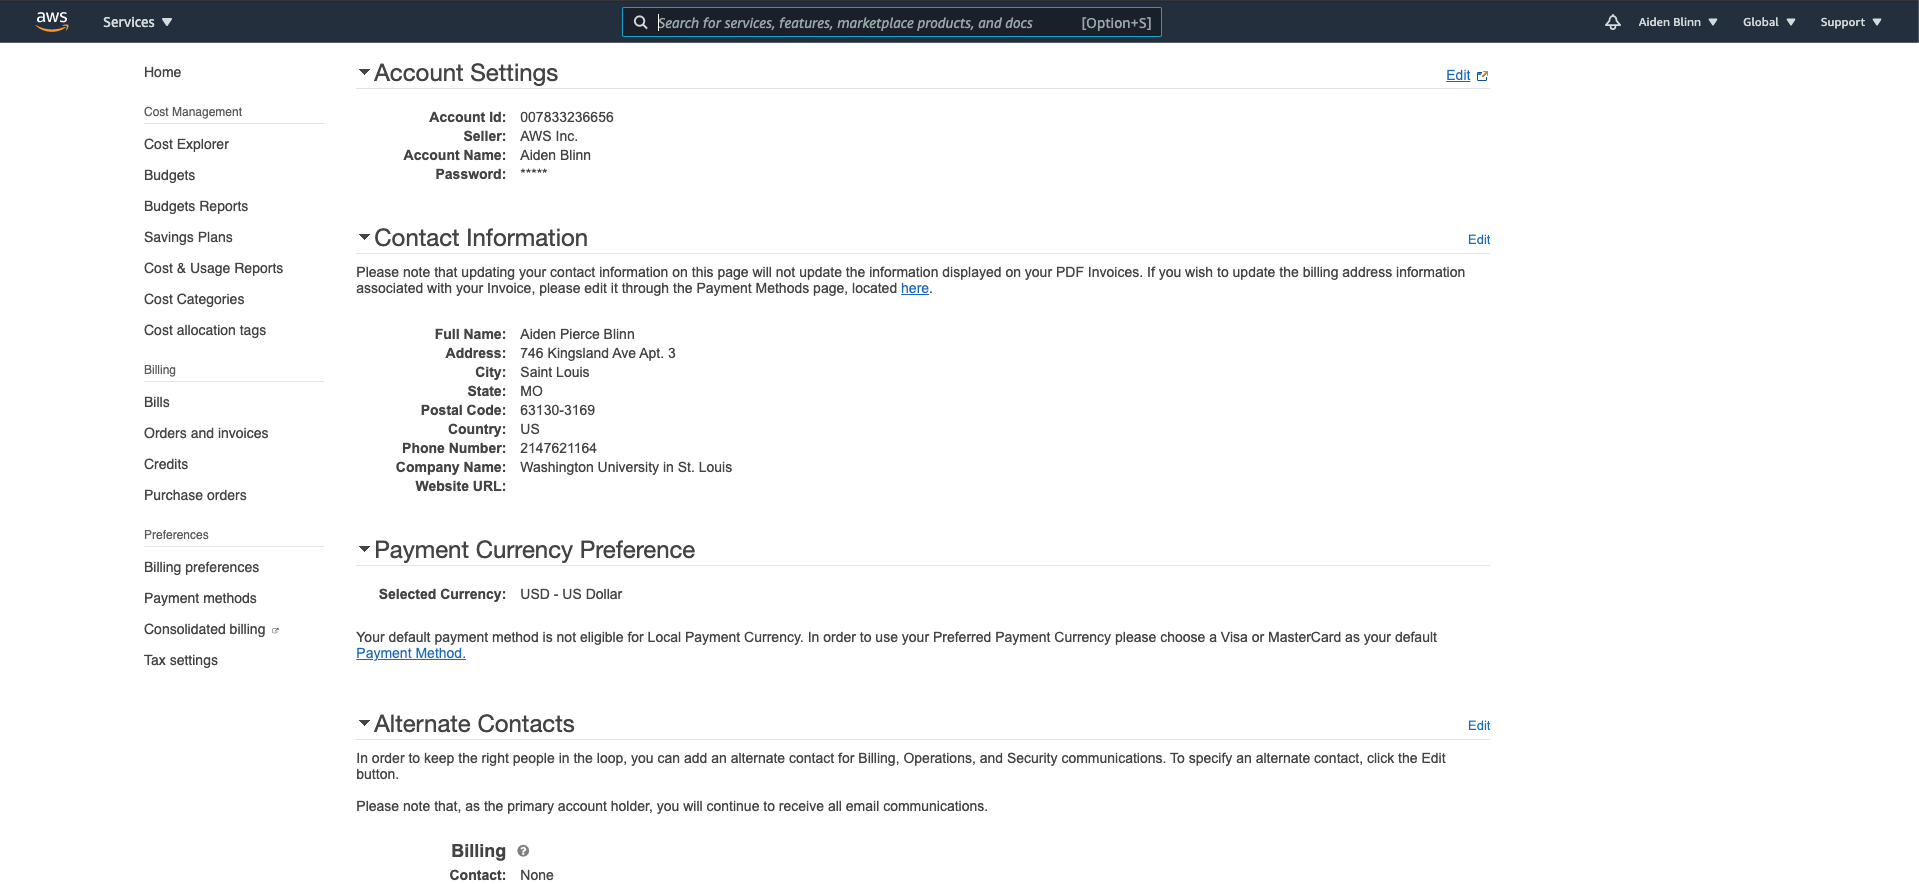 aws
Services
Search for services, features, marketplace products, and docs
[Option+S]
Aiden Blinn
Global
Support
Home
Cost Management
Cost Explorer
Budgets
Budgets Reports
Savings Plans
Cost & Usage Reports
Cost Categories
Cost allocation tags
Billing
Bills
Orders and invoices
Credits
Purchase orders
Preferences
Billing preferences
Payment methods
Consolidated billing
Tax settings
Account Settings
Edit
Account Id: 007833236656
Seller: AWS Inc.
Account Name: Aiden Blinn
Password: *****
Contact Information
Edit
Please note that updating your contact information on this page will not update the information displayed on your PDF Invoices. If you wish to update the billing address information
associated with your Invoice, please edit it through the Payment Methods page, located here.
Full Name: Aiden Pierce Blinn
Address: 746 Kingsland Ave Apt. 3
City: Saint Louis
State: MO
Postal Code: 63130-3169
Country: US
Phone Number: 2147621164
Company Name: Washington University in St. Louis
Website URL:
Payment Currency Preference
Selected Currency: USD - US Dollar
Your default payment method is not eligible for Local Payment Currency. In order to use your Preferred Payment Currency please choose a Visa or MasterCard as your default
Payment Method.
Alternate Contacts
Edit
In order to keep the right people in the loop, you can add an alternate contact for Billing, Operations, and Security communications. To specify an alternate contact, click the Edit
button.
Please note that, as the primary account holder, you will continue to receive all email communications.
Billing ?
Contact: None